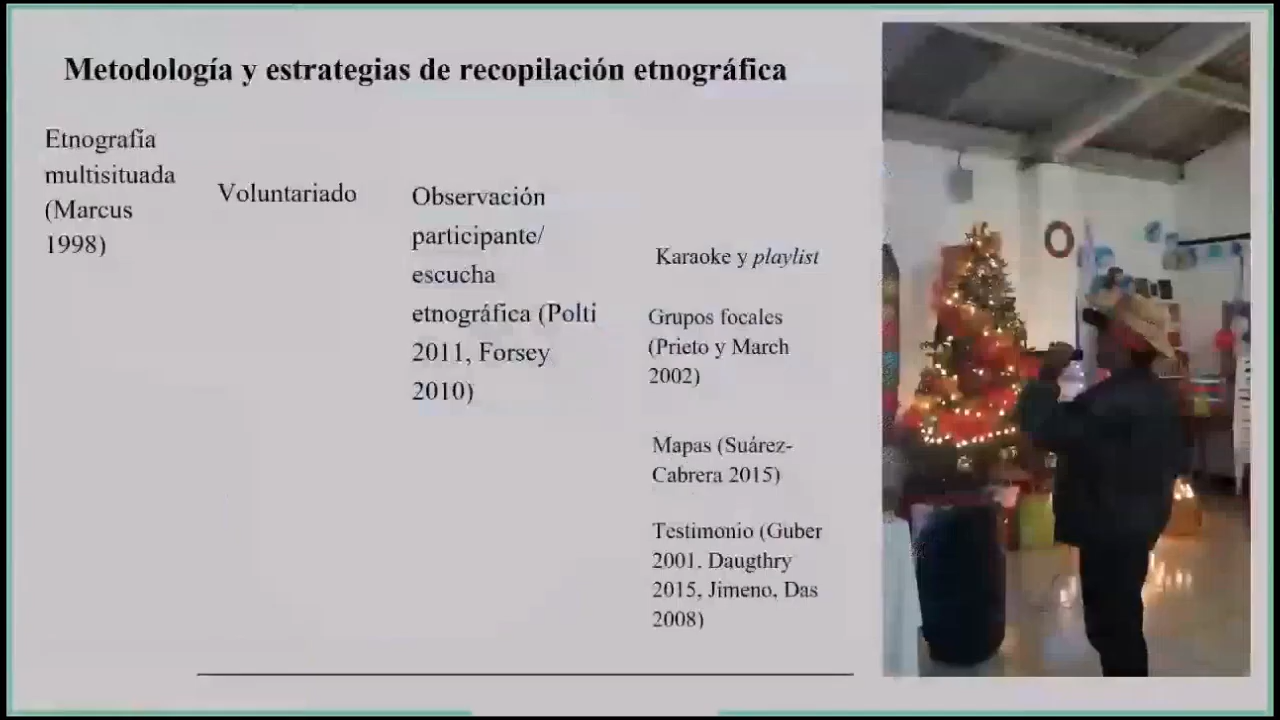 Metodología y estrategias de recopilación etnográfica
Etnografía
multisituada
(Marcus
1998)
Voluntariado
Observación
participante/
escucha
etnográfica (Polti
2011, Forsey
2010)
Karaoke y playlist
Grupos focales
(Prieto y March
2002)
Mapas (Suárez-
Cabrera 2015)
Testimonio (Guber
2001, Daugthry
2015, Jimeno, Das
2008)